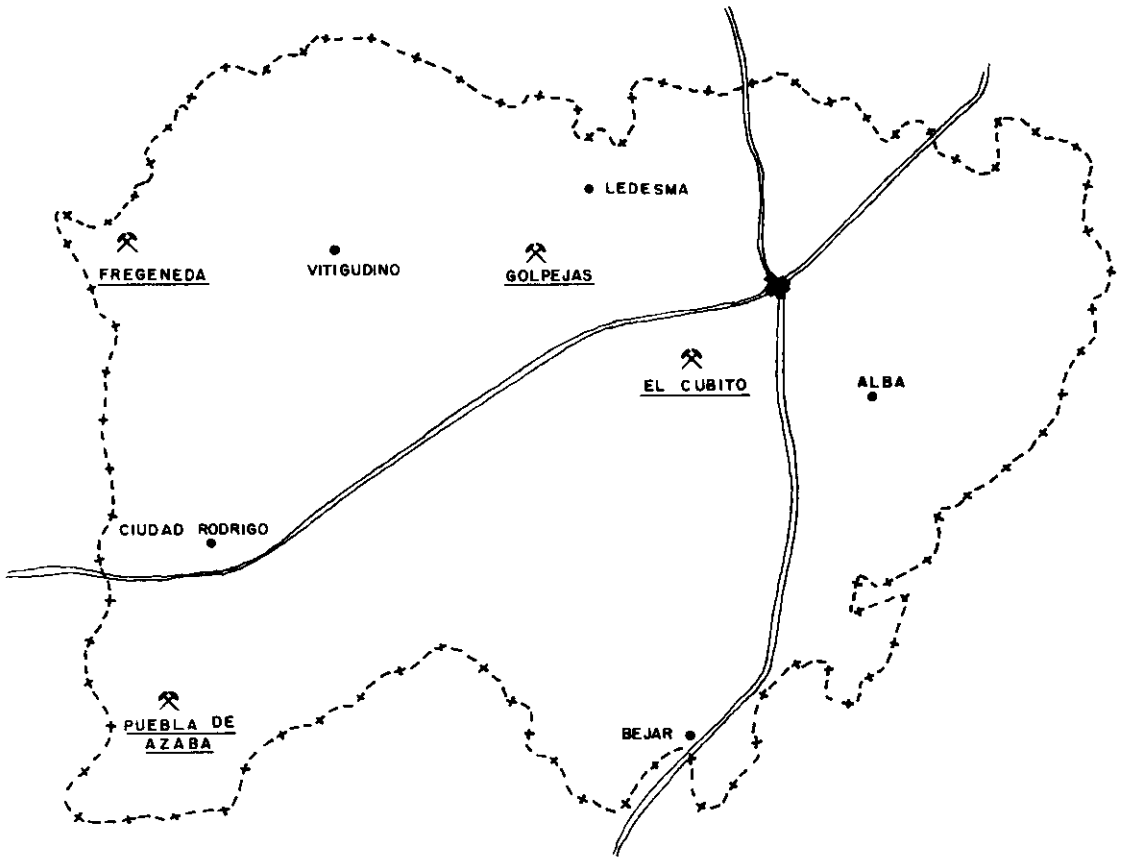 LEDESMA
FREGENEDA
VITIGUDINO
GOLPEJAS
EL CUBITO
ALBA
CIUDAD RODRIGO
PUEBLA DE
AZABA
BEJAR